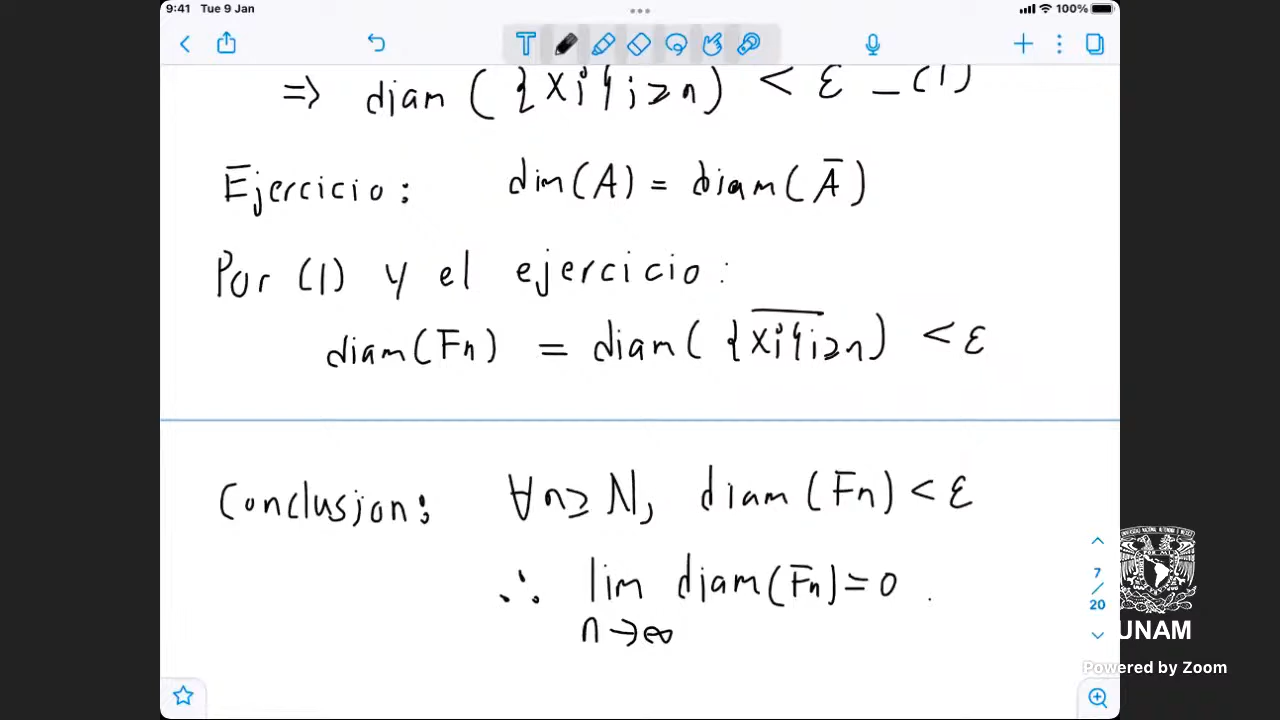 9:41 Tue 9 Jan
100%
=> diam ( { xi }i≥n ) < ε _ (1)
Ejercicio: dim(A) = diam( A̅ )
Por (1) y el ejercicio:
diam(Fn) = diam( \overline{{xi}i≥n} ) < ε
Conclusion: ∀n≥N, diam(Fn) < ε
∴ lim diam(Fn) = 0 .
n→∞
7
/
20
UNAM
Powered by Zoom